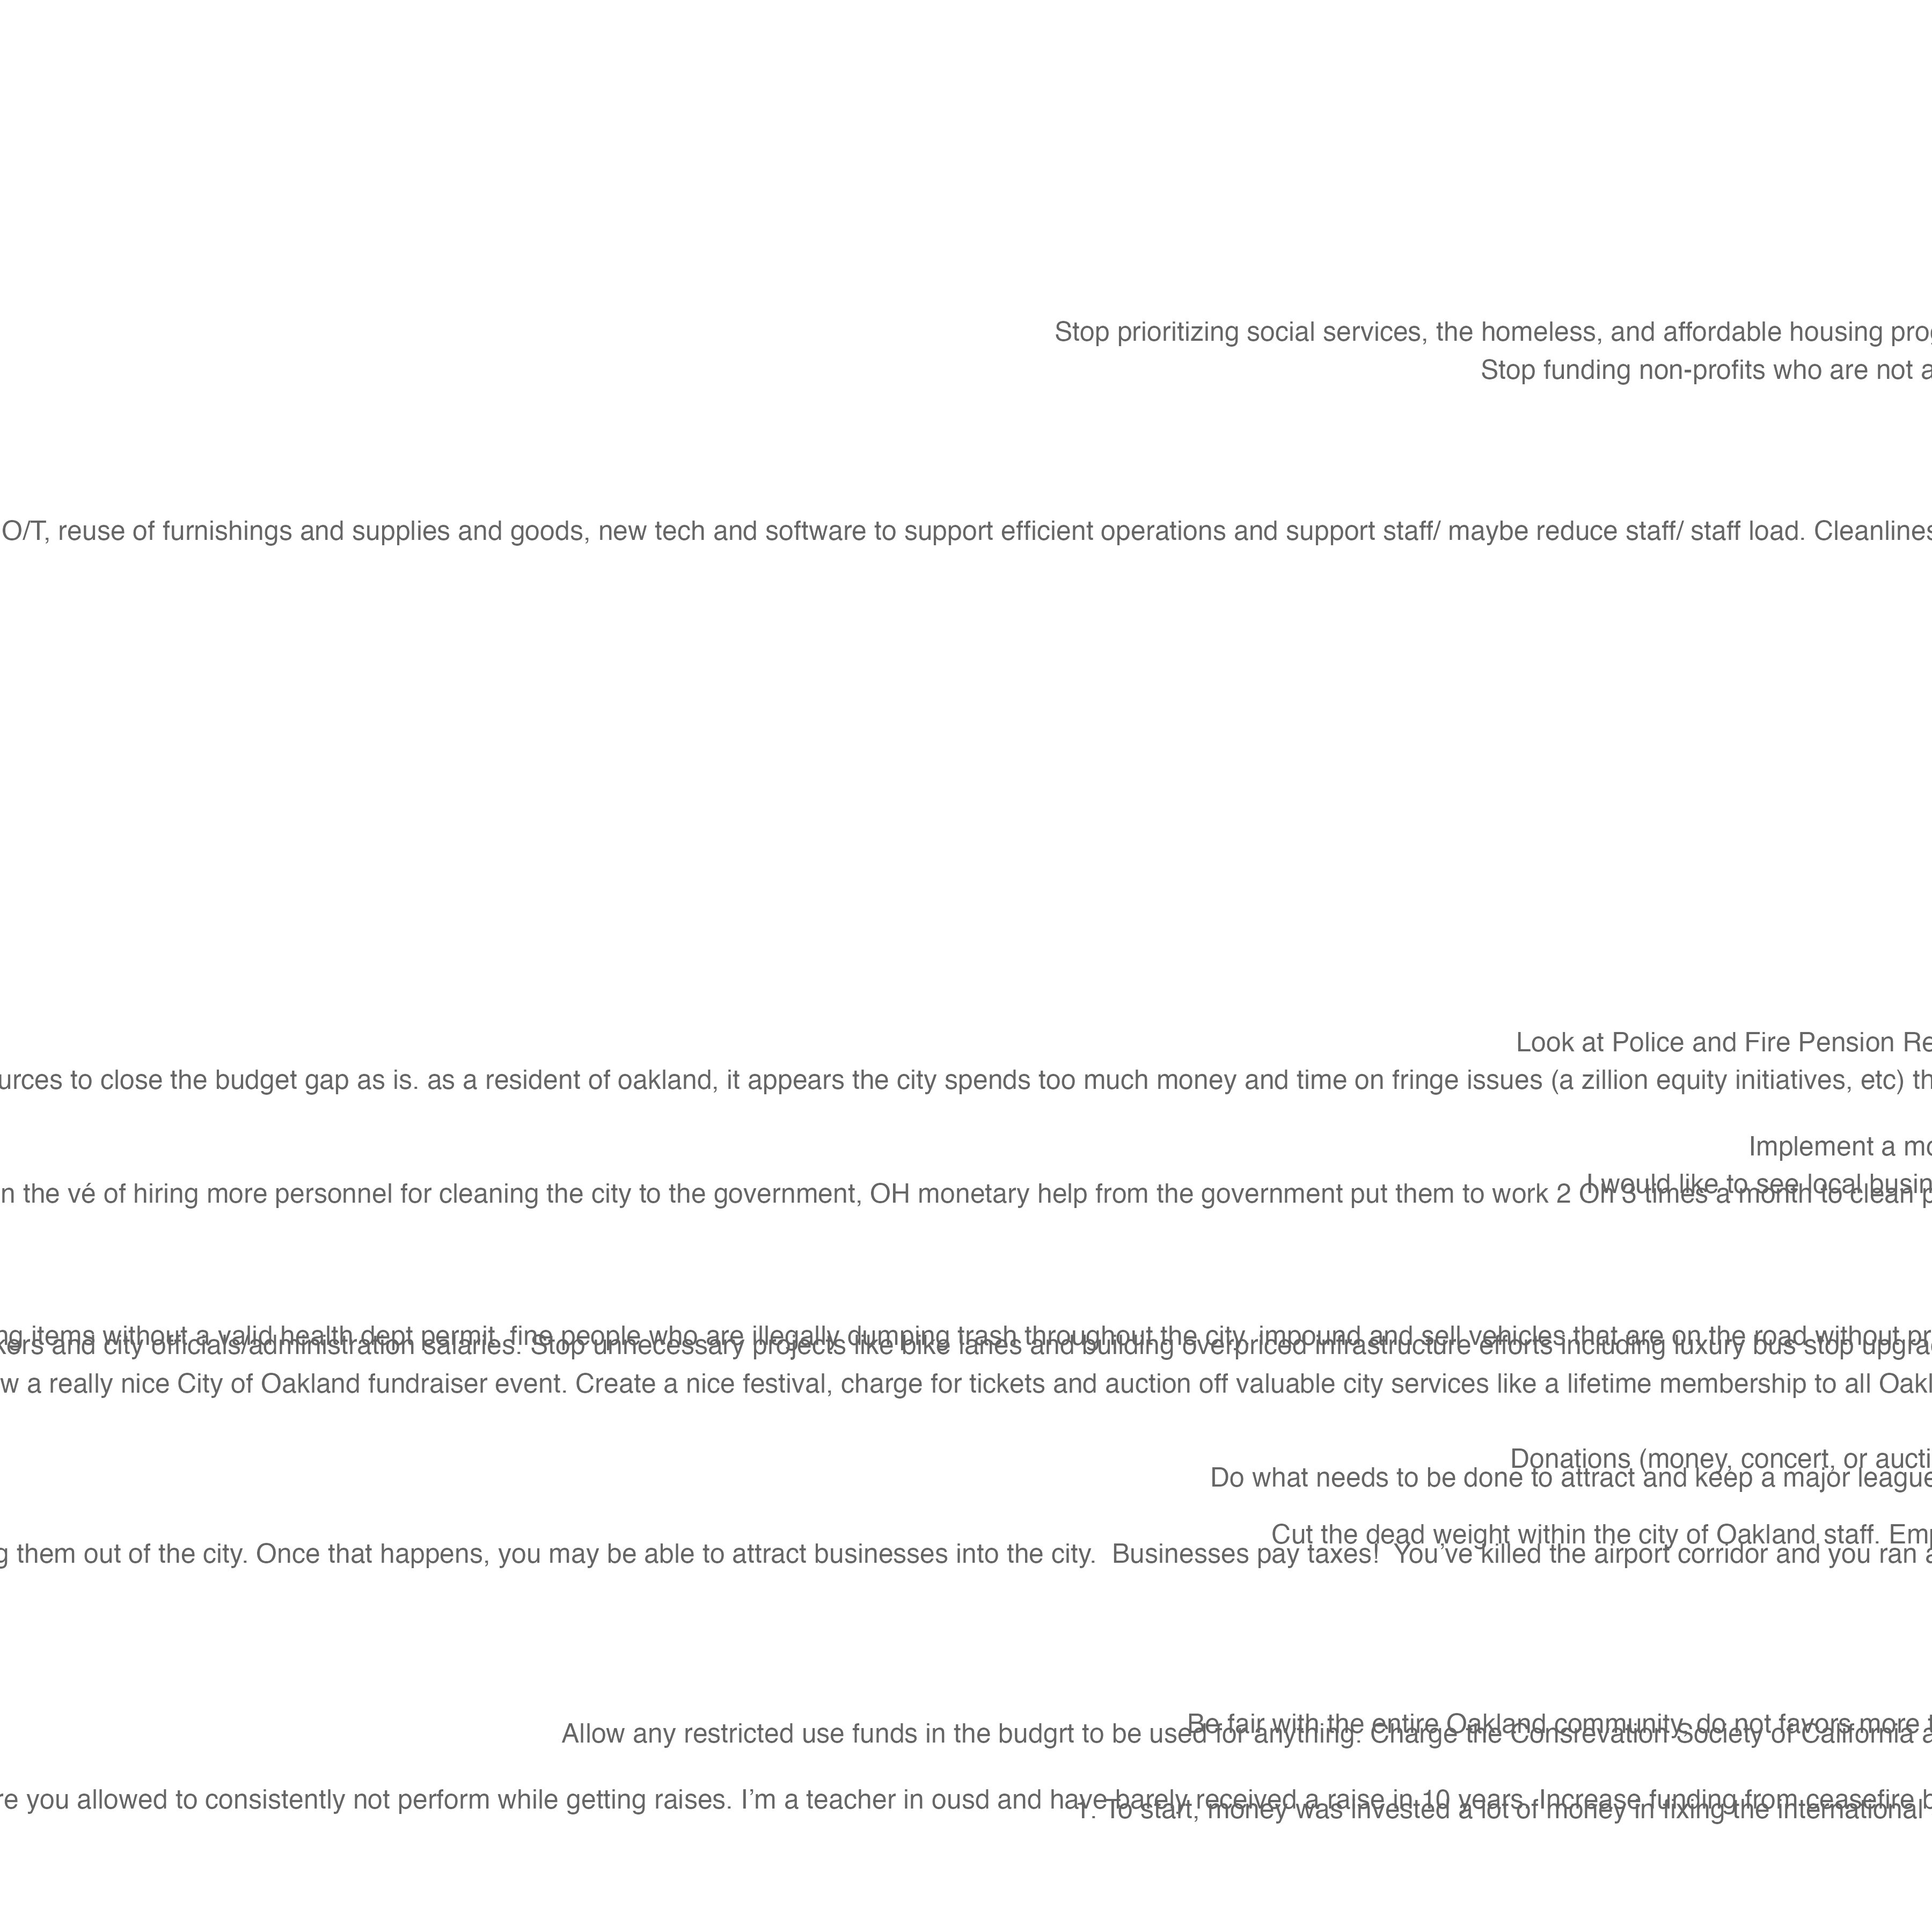 Stop prioritizing social services, the homeless, and affordable housing
Stop funding non-profits who are not
O/T, reuse of furnishings and supplies and goods, new tech and software to support efficient operations and support staff/ maybe reduce staff/ staff load.
Look at Police and Fire Pension
to close the budget gap as is. as a resident of oakland, it appears the city spends too much money and time on fringe issues (a zillion equity initiatives, etc)
Implement a
I would like to see local
the vé of hiring more personnel for cleaning the city to the government, OH monetary help from the government put them to work 2 OH 3 times a month to clean
items without a valid health dept permit, fine people who are illegally dumping trash throughout the city, impound and sell vehicles that are on the road without
and city officials/administration salaries. Stop unnecessary projects like bike lanes and building overpriced infrastructure efforts including luxury bus stop
a really nice City of Oakland fundraiser event. Create a nice festival, charge for tickets and auction off valuable city services like a lifetime membership to all
Donations (money, concert, or
Do what needs to be done to attract and keep a major league
Cut the dead weight within the city of Oakland staff.
them out of the city. Once that happens, you may be able to attract businesses into the city.  Businesses pay taxes!  You've killed the airport corridor and you ran
Be fair with the entire Oakland community, do not favors more
Allow any restricted use funds in the budgrt to be used for anything. Charge the Consrevation Society of California
you allowed to consistently not perform while getting raises. I'm a teacher in ousd and have barely received a raise in 10 years. Increase funding from ceasefire
1. To start, money was invested a lot of money in fixing the international